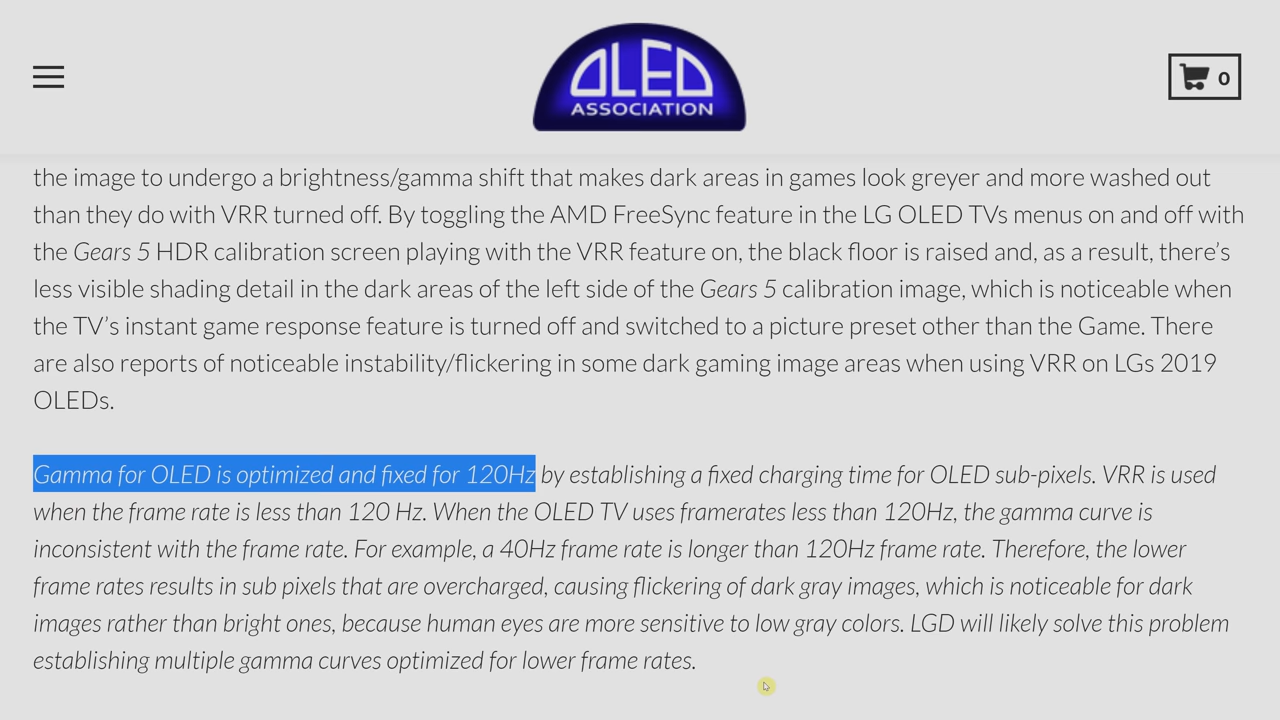 OLED
ASSOCIATION
0
the image to undergo a brightness/gamma shift that makes dark areas in games look greyer and more washed out
than they do with VRR turned off. By toggling the AMD FreeSync feature in the LG OLED TVs menus on and off with
the Gears 5 HDR calibration screen playing with the VRR feature on, the black floor is raised and, as a result, there’s
less visible shading detail in the dark areas of the left side of the Gears 5 calibration image, which is noticeable when
the TV’s instant game response feature is turned off and switched to a picture preset other than the Game. There
are also reports of noticeable instability/flickering in some dark gaming image areas when using VRR on LGs 2019
OLEDs.
Gamma for OLED is optimized and fixed for 120Hz by establishing a fixed charging time for OLED sub-pixels. VRR is used
when the frame rate is less than 120 Hz. When the OLED TV uses framerates less than 120Hz, the gamma curve is
inconsistent with the frame rate. For example, a 40Hz frame rate is longer than 120Hz frame rate. Therefore, the lower
frame rates results in sub pixels that are overcharged, causing flickering of dark gray images, which is noticeable for dark
images rather than bright ones, because human eyes are more sensitive to low gray colors. LGD will likely solve this problem
establishing multiple gamma curves optimized for lower frame rates.